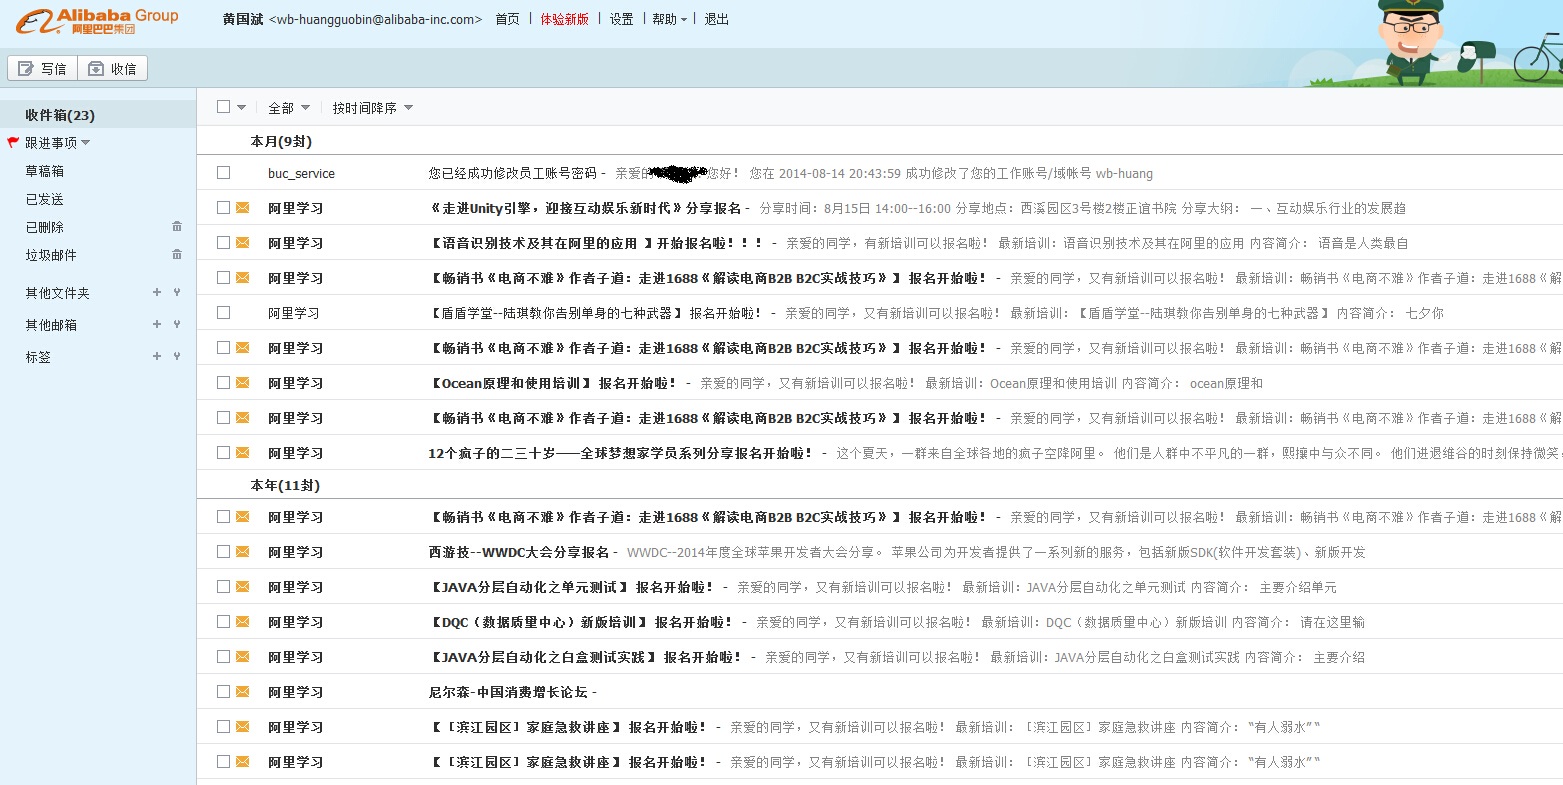 Alibaba Group
阿里巴巴集团
黄国斌 <wb-huangguobin@alibaba-inc.com> 首页 | 体验新版 | 设置 | 帮助 | 退出
写信 收信
收件箱(23)
跟进事项
草稿箱
已发送
已删除
垃圾邮件
其他文件夹
其他邮箱
标签
全部 按时间降序
本月(9封)
buc_service 您已经成功修改员工账号密码 - 亲爱的 您好! 您在 2014-08-14 20:43:59 成功修改了您的工作账号/域帐号 wb-huang
阿里学习 《走进Unity引擎，迎接互动娱乐新时代》分享报名 - 分享时间：8月15日 14:00--16:00 分享地点：西溪园区3号楼2楼正谊书院 分享大纲： 一、互动娱乐行业的发展趋
阿里学习 【语音识别技术及其在阿里的应用 】开始报名啦！！！ - 亲爱的同学，有新培训可以报名啦！ 最新培训：语音识别技术及其在阿里的应用 内容简介： 语音是人类最自
阿里学习 【畅销书《电商不难》作者子道：走进1688《解读电商B2B B2C实战技巧》】 报名开始啦！ - 亲爱的同学，又有新培训可以报名啦！ 最新培训：畅销书《电商不难》作者子道：走进1688《解
阿里学习 【盾盾学堂--陆琪教你告别单身的七种武器】 报名开始啦！ - 亲爱的同学，又有新培训可以报名啦！ 最新培训：【盾盾学堂--陆琪教你告别单身的七种武器】 内容简介： 七夕你
阿里学习 【畅销书《电商不难》作者子道：走进1688《解读电商B2B B2C实战技巧》】 报名开始啦！ - 亲爱的同学，又有新培训可以报名啦！ 最新培训：畅销书《电商不难》作者子道：走进1688《解
阿里学习 【Ocean原理和使用培训】 报名开始啦！ - 亲爱的同学，又有新培训可以报名啦！ 最新培训：Ocean原理和使用培训 内容简介： ocean原理和
阿里学习 【畅销书《电商不难》作者子道：走进1688《解读电商B2B B2C实战技巧》】 报名开始啦！ - 亲爱的同学，又有新培训可以报名啦！ 最新培训：畅销书《电商不难》作者子道：走进1688《解
阿里学习 12个疯子的二三十岁——全球梦想家学员系列分享报名开始啦！ - 这个夏天，一群来自全球各地的疯子空降阿里。 他们是人群中不平凡的一群，熙攘中与众不同。 他们进退维谷的时刻保持微笑
本年(11封)
阿里学习 【畅销书《电商不难》作者子道：走进1688《解读电商B2B B2C实战技巧》】 报名开始啦！ - 亲爱的同学，又有新培训可以报名啦！ 最新培训：畅销书《电商不难》作者子道：走进1688《解
阿里学习 西游技--WWDC大会分享报名 - WWDC--2014年度全球苹果开发者大会分享。 苹果公司为开发者提供了一系列新的服务，包括新版SDK(软件开发套装)、新版开发
阿里学习 【JAVA分层自动化之单元测试】 报名开始啦！ - 亲爱的同学，又有新培训可以报名啦！ 最新培训：JAVA分层自动化之单元测试 内容简介： 主要介绍单元
阿里学习 【DQC（数据质量中心）新版培训】 报名开始啦！ - 亲爱的同学，又有新培训可以报名啦！ 最新培训：DQC（数据质量中心）新版培训 内容简介： 请在这里输
阿里学习 【JAVA分层自动化之白盒测试实践】 报名开始啦！ - 亲爱的同学，又有新培训可以报名啦！ 最新培训：JAVA分层自动化之白盒测试实践 内容简介： 主要介绍
阿里学习 尼尔森-中国消费增长论坛 -
阿里学习 【［滨江园区］家庭急救讲座】 报名开始啦！ - 亲爱的同学，又有新培训可以报名啦！ 最新培训：［滨江园区］家庭急救讲座 内容简介： “有人溺水”“
阿里学习 【［滨江园区］家庭急救讲座】 报名开始啦！ - 亲爱的同学，又有新培训可以报名啦！ 最新培训：［滨江园区］家庭急救讲座 内容简介： “有人溺水”“